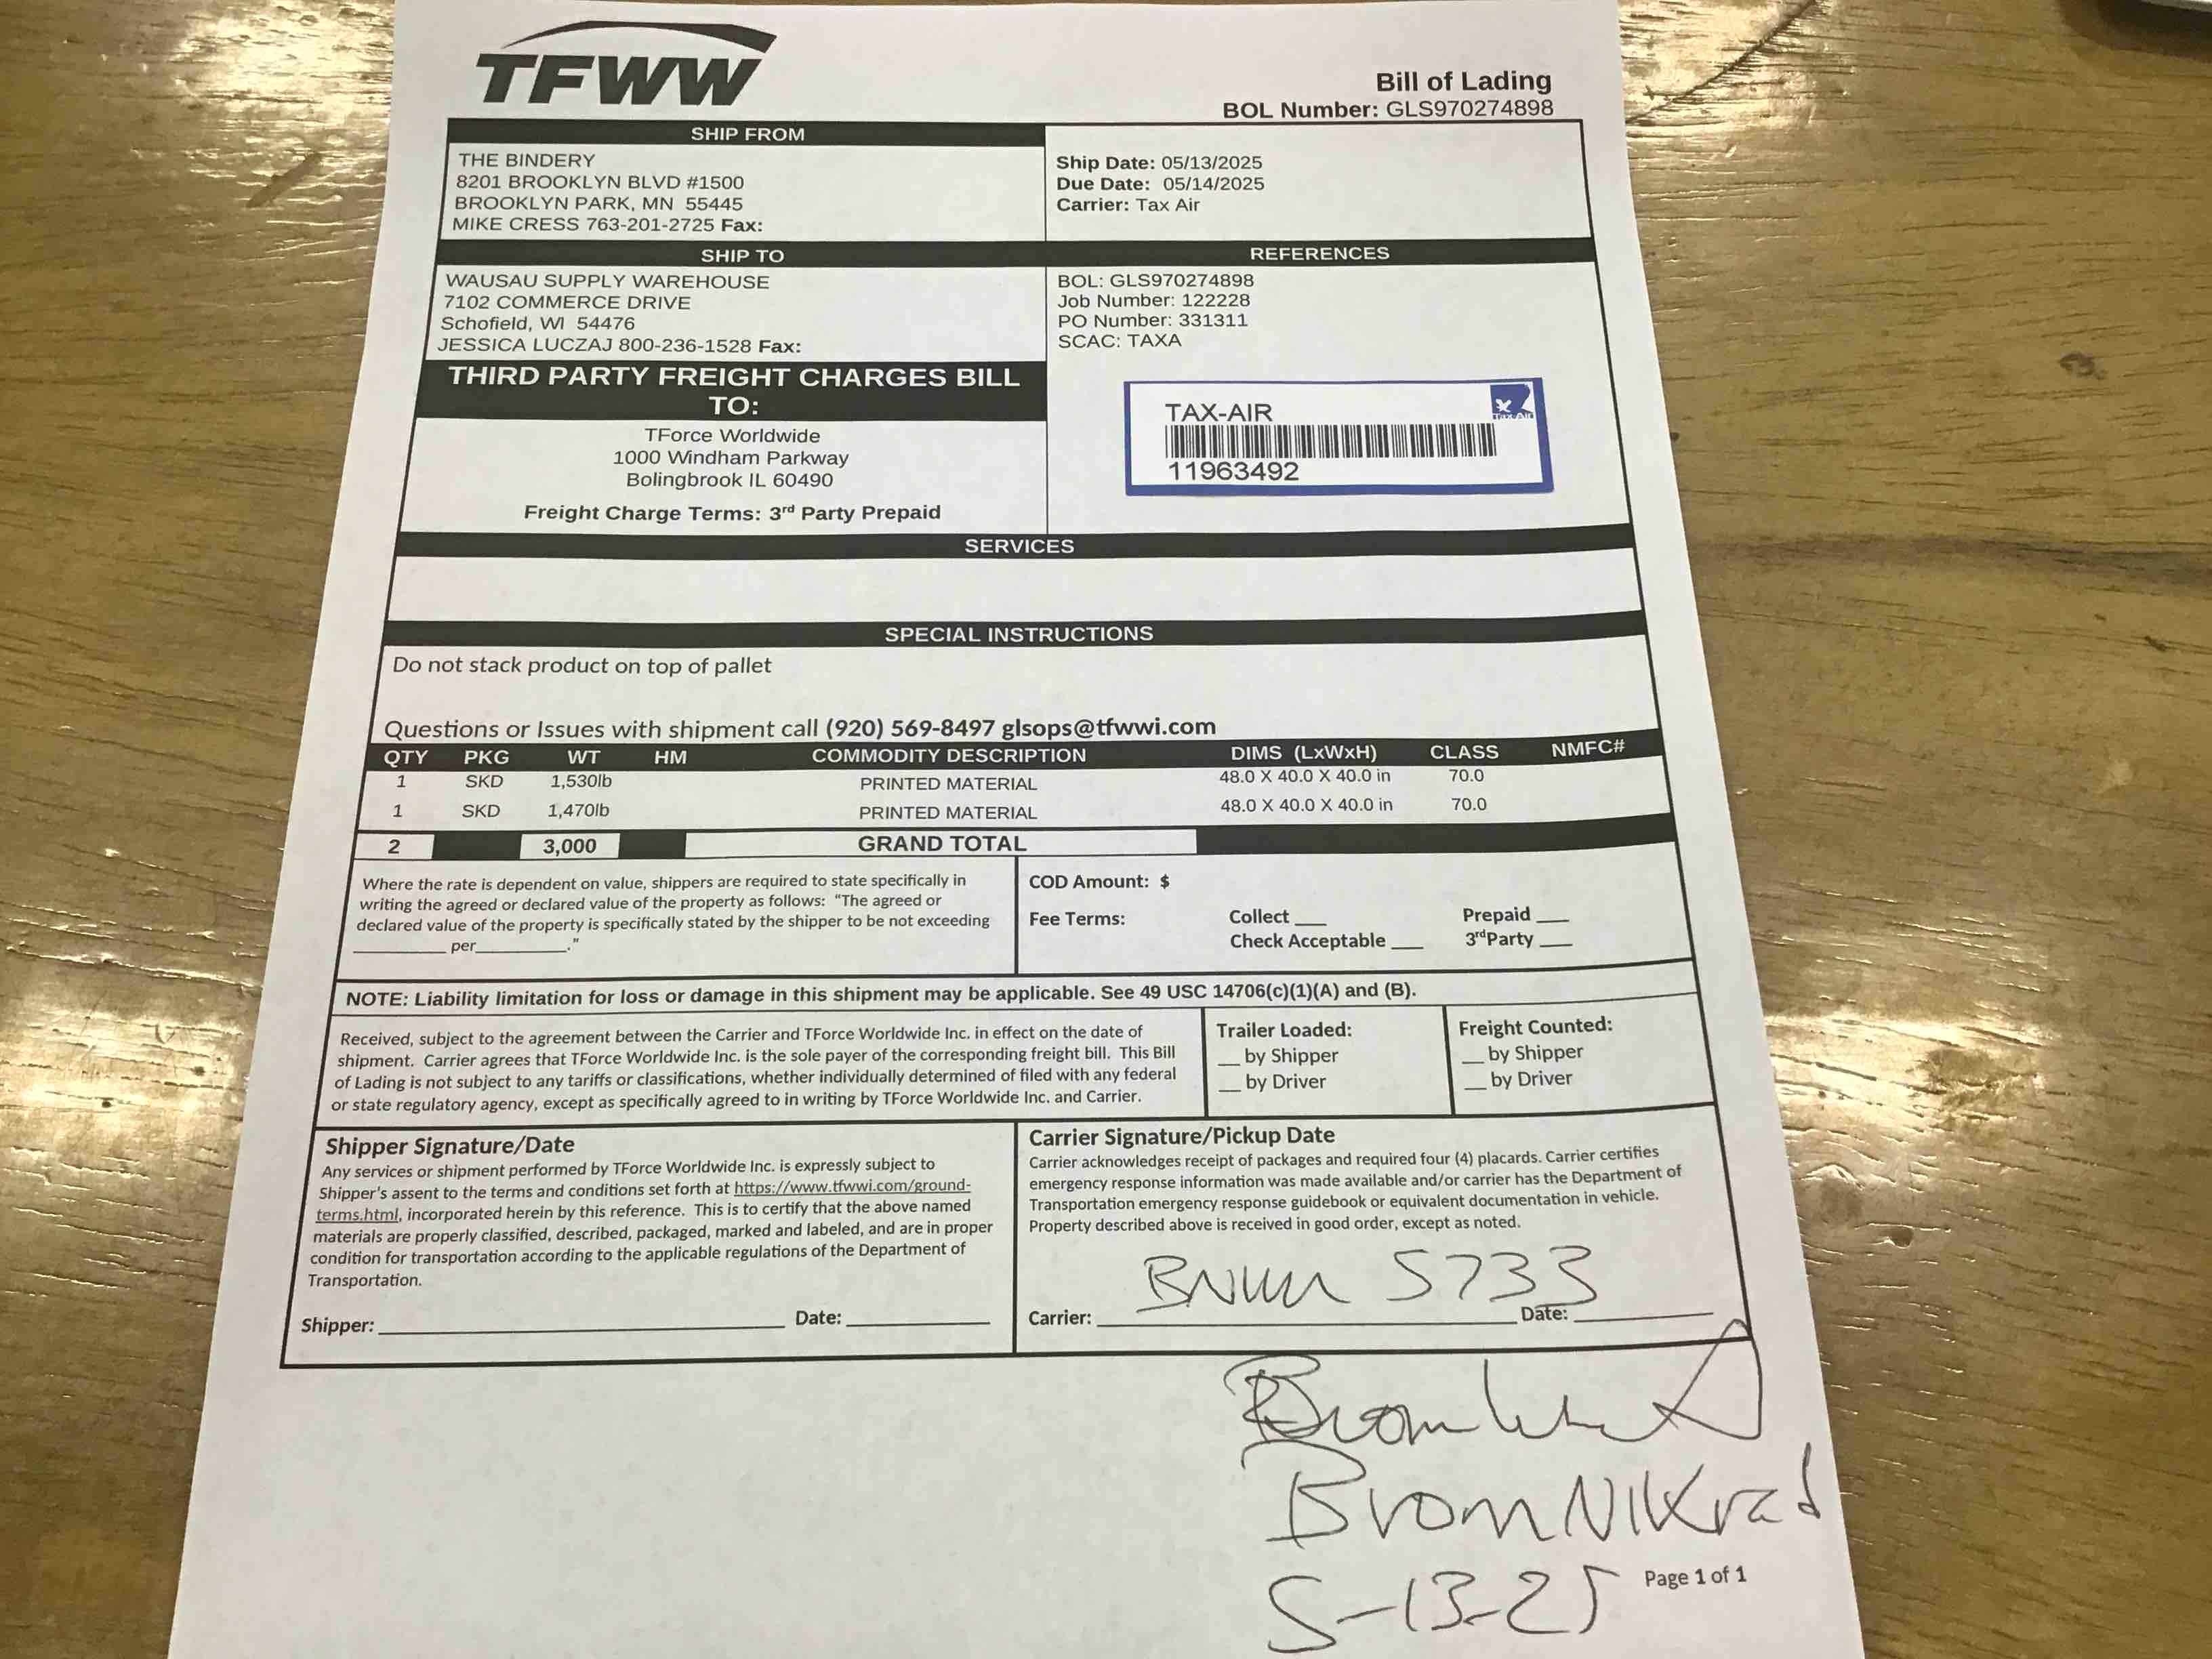 TFWW
Bill of Lading
BOL Number: GLS970274898
SHIP FROM
THE BINDERY
8201 BROOKLYN BLVD #1500
BROOKLYN PARK, MN 55445
MIKE CRESS 763-201-2725 Fax:
Ship Date: 05/13/2025
Due Date: 05/14/2025
Carrier: Tax Air
SHIP TO
WAUSAU SUPPLY WAREHOUSE
7102 COMMERCE DRIVE
Schofield, WI 54476
JESSICA LUCZAJ 800-236-1528 Fax:
REFERENCES
BOL: GLS970274898
Job Number: 122228
PO Number: 331311
SCAC: TAXA
THIRD PARTY FREIGHT CHARGES BILL
TO:
TForce Worldwide
1000 Windham Parkway
Bolingbrook IL 60490
Freight Charge Terms: 3rd Party Prepaid
TAX-AIR
Tax-Air
11963492
SERVICES
SPECIAL INSTRUCTIONS
Do not stack product on top of pallet
Questions or Issues with shipment call (920) 569-8497 glsops@tfwwi.com
QTY PKG WT HM COMMODITY DESCRIPTION DIMS (LxWxH) CLASS NMFC#
1 SKD 1,530lb PRINTED MATERIAL 48.0 X 40.0 X 40.0 in 70.0
1 SKD 1,470lb PRINTED MATERIAL 48.0 X 40.0 X 40.0 in 70.0
2 3,000 GRAND TOTAL
Where the rate is dependent on value, shippers are required to state specifically in
writing the agreed or declared value of the property as follows: “The agreed or
declared value of the property is specifically stated by the shipper to be not exceeding
__________ per__________.”
COD Amount: $
Fee Terms: Collect ___ Prepaid ___
Check Acceptable ___ 3rdParty ___
NOTE: Liability limitation for loss or damage in this shipment may be applicable. See 49 USC 14706(c)(1)(A) and (B).
Received, subject to the agreement between the Carrier and TForce Worldwide Inc. in effect on the date of
shipment. Carrier agrees that TForce Worldwide Inc. is the sole payer of the corresponding freight bill. This Bill
of Lading is not subject to any tariffs or classifications, whether individually determined of filed with any federal
or state regulatory agency, except as specifically agreed to in writing by TForce Worldwide Inc. and Carrier.
Trailer Loaded:
__ by Shipper
__ by Driver
Freight Counted:
__ by Shipper
__ by Driver
Shipper Signature/Date
Any services or shipment performed by TForce Worldwide Inc. is expressly subject to
Shipper's assent to the terms and conditions set forth at https://www.tfwwi.com/ground-
terms.html, incorporated herein by this reference. This is to certify that the above named
materials are properly classified, described, packaged, marked and labeled, and are in proper
condition for transportation according to the applicable regulations of the Department of
Transportation.
Shipper: ____________________ Date: __________
Carrier Signature/Pickup Date
Carrier acknowledges receipt of packages and required four (4) placards. Carrier certifies
emergency response information was made available and/or carrier has the Department of
Transportation emergency response guidebook or equivalent documentation in vehicle.
Property described above is received in good order, except as noted.
5733
Carrier: ____________________ Date: __________
Brom NIKrad
5-13-25
Page 1 of 1